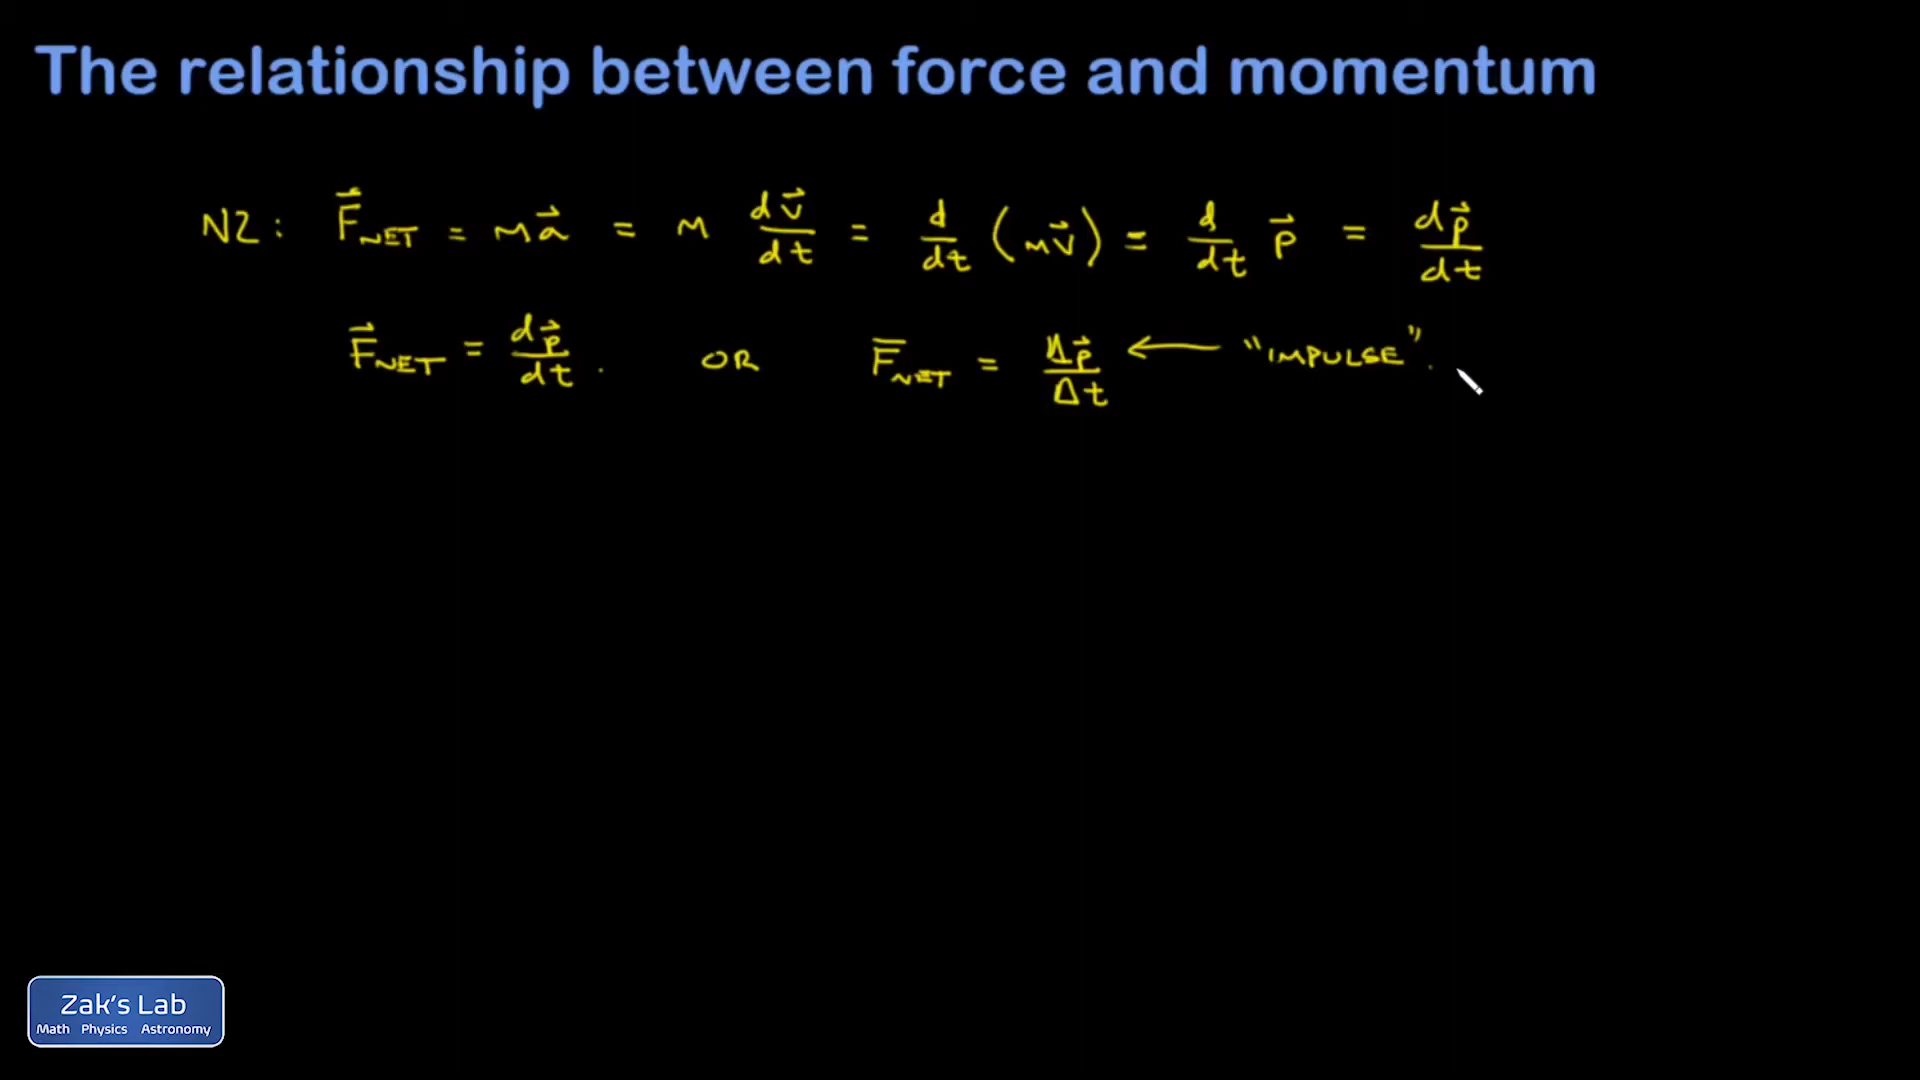 The relationship between force and momentum
N2: F⃗NET = ma⃗ = m dv⃗/dt = d/dt (mv⃗) = d/dt p⃗ = dp⃗/dt
F⃗NET = dp⃗/dt . OR F̅NET = Δp⃗/Δt ← "IMPULSE".
Zak's Lab
Math Physics Astronomy